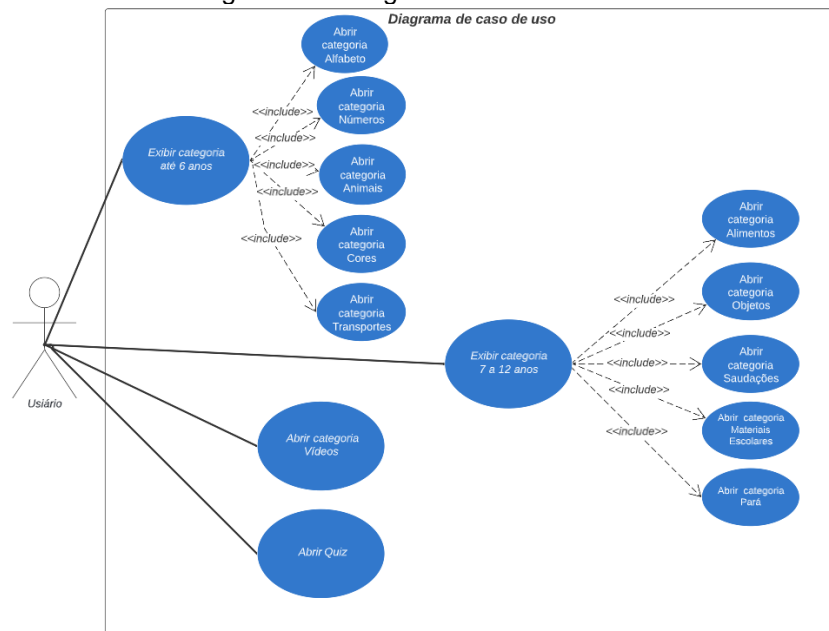 Diagrama de caso de uso
Abrir
categoria
Alfabeto
<<include>>
Abrir
categoria
Números
<<include>>
Exibir categoria
até 6 anos
<<include>>
Abrir
categoria
Animais
<<include>>
Abrir
categoria
Cores
<<include>>
Abrir
categoria
Transportes
Abrir
categoria
Alimentos
<<include>>
Abrir
categoria
Objetos
<<include>>
Exibir categoria
7 a 12 anos
<<include>>
Abrir
categoria
Saudações
<<include>>
Abrir categoria
Materiais
Escolares
<<include>>
Abrir categoria
Pará
Usiário
Abrir categoria
Vídeos
Abrir Quiz